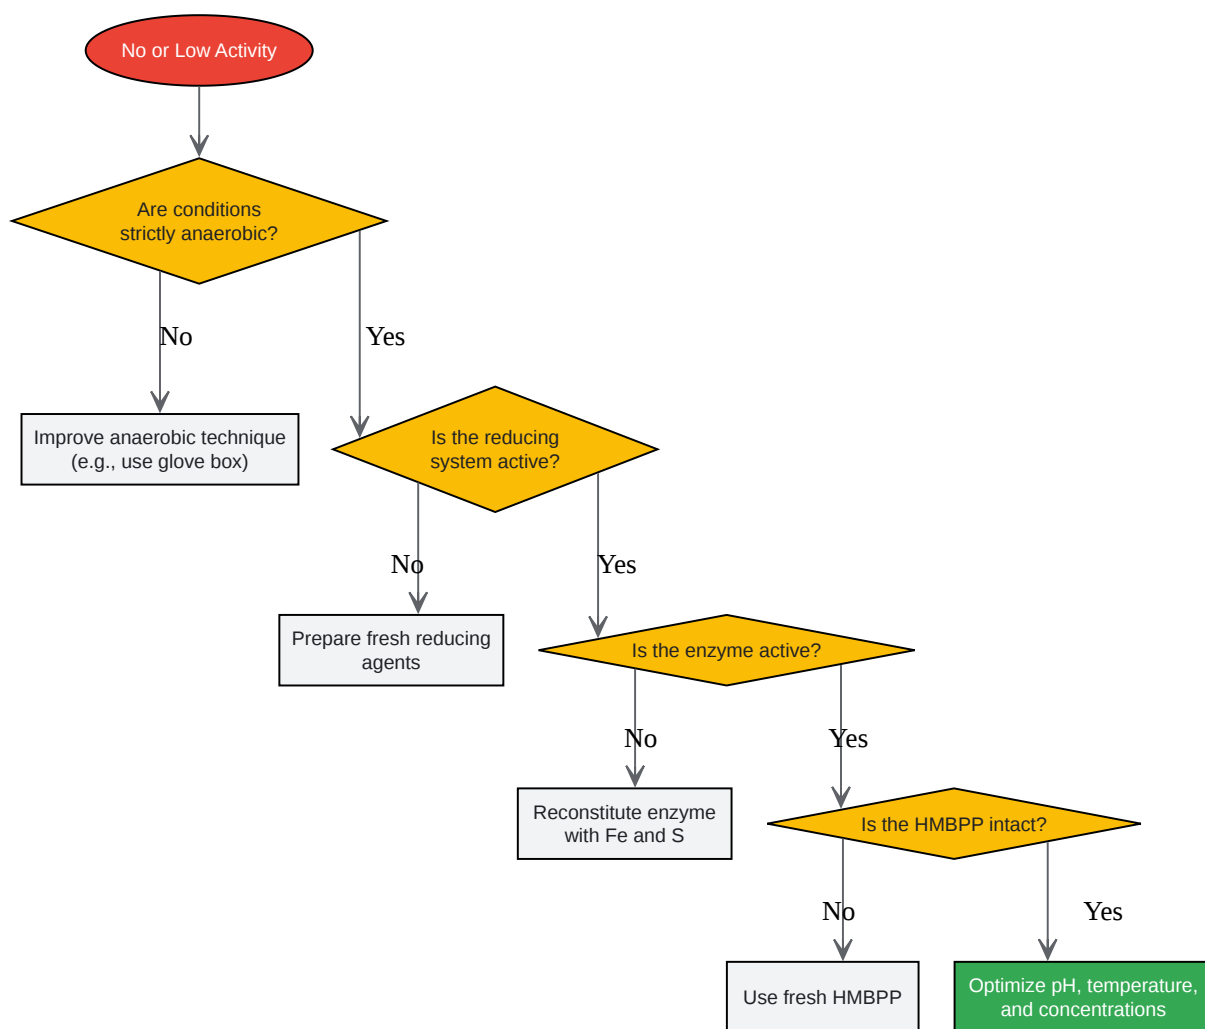 No or Low Activity
Are conditions
strictly anaerobic?
No
Yes
Improve anaerobic technique
(e.g., use glove box)
Is the reducing
system active?
No
Yes
Prepare fresh reducing
agents
Is the enzyme active?
No
Yes
Reconstitute enzyme
with Fe and S
Is the HMBPP intact?
No
Yes
Use fresh HMBPP
Optimize pH, temperature,
and concentrations